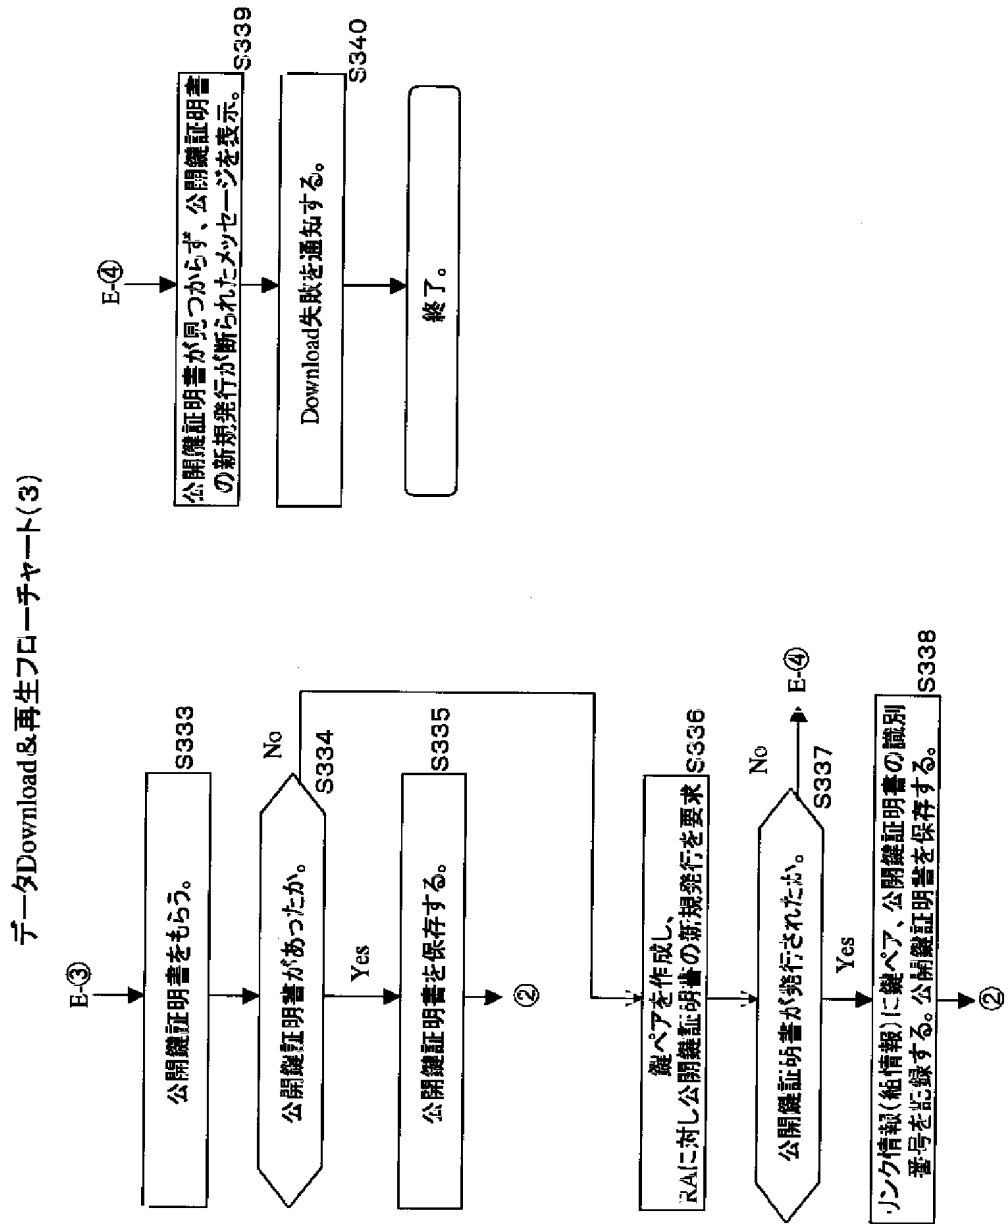 データDownload&再生フローチャート(3)
E-③
公開鍵証明書をもらう。
S333
公開鍵証明書があったか。
No
S334
Yes
公開鍵証明書を保存する。
S335
②
鍵ペアを作成し、
RAに対し公開鍵証明書の新規発行を要求
S336
公開鍵証明書が発行されたか。
No
E-④
S337
Yes
リンク情報(紐情報)に鍵ペア、公開鍵証明書の識別
番号を記録する。公開鍵証明書を保存する。
S338
②
E-④
公開鍵証明書が見つからず、公開鍵証明書
の新規発行が断られたメッセージを表示。
S339
Download失敗を通知する。
S340
終了。